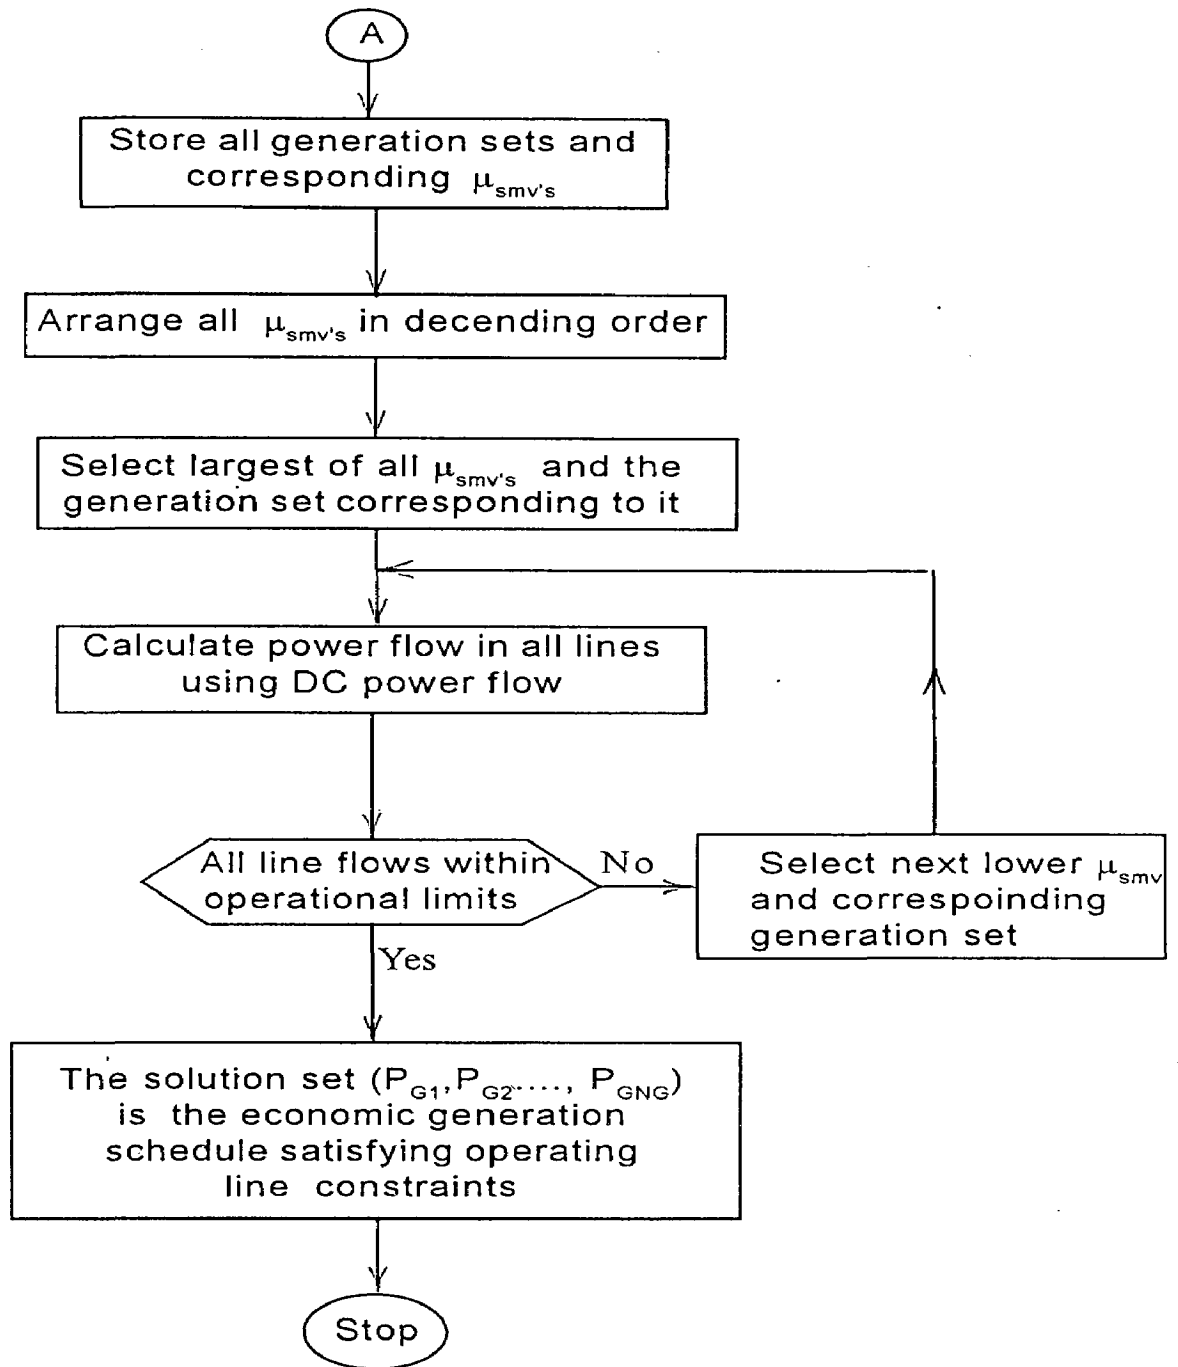 A
Store all generation sets and
corresponding μsmv's
Arrange all μsmv's in decending order
Select largest of all μsmv's and the
generation set corresponding to it
Calculate power flow in all lines
using DC power flow
All line flows within
operational limits
No
Select next lower μsmv
and correspoinding
generation set
Yes
The solution set (PG1,PG2....., PGNG)
is the economic generation
schedule satisfying operating
line constraints
Stop